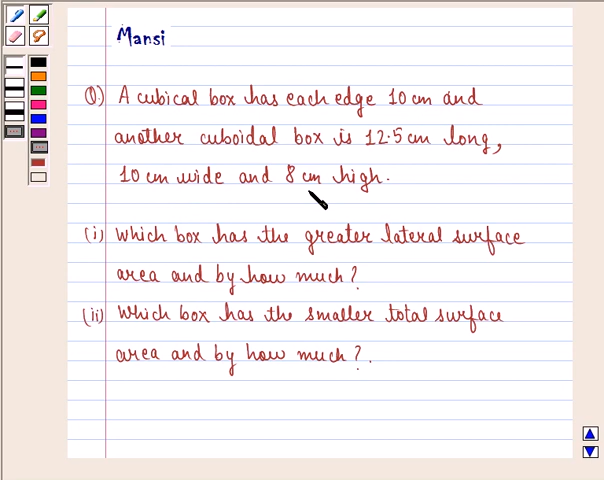 Mansi
Q.) A cubical box has each edge 10 cm and
another cuboidal box is 12.5 cm long,
10 cm wide and 8 cm high.
(i) Which box has the greater lateral surface
area and by how much?
(ii) Which box has the smaller total surface
area and by how much?.